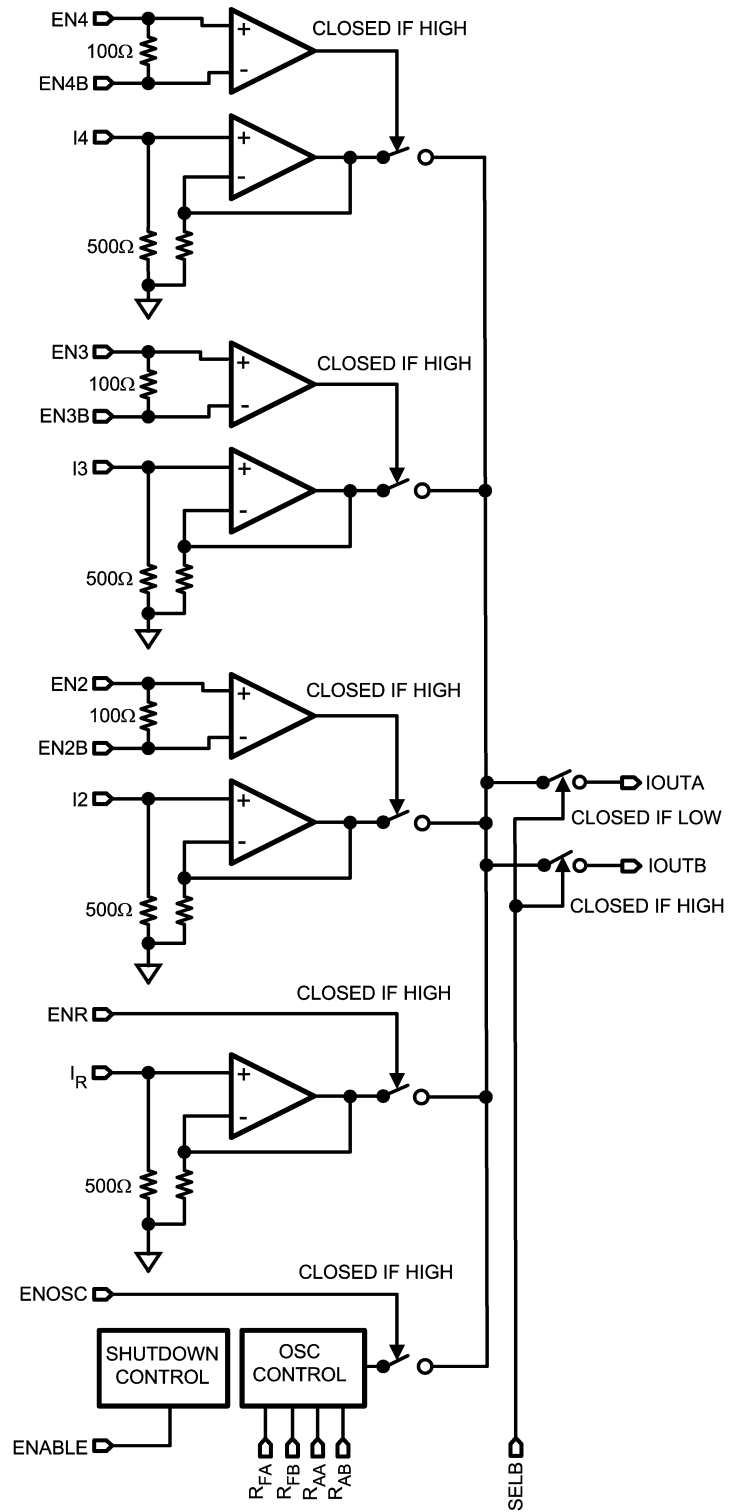 EN4
CLOSED IF HIGH
100Ω
+
-
EN4B
I4
+
-
500Ω
EN3
CLOSED IF HIGH
100Ω
+
-
EN3B
I3
+
-
500Ω
EN2
CLOSED IF HIGH
100Ω
+
-
EN2B
IOUTA
I2
+
-
CLOSED IF LOW
IOUTB
500Ω
CLOSED IF HIGH
CLOSED IF HIGH
ENR
IR
+
-
500Ω
CLOSED IF HIGH
ENOSC
SHUTDOWN
CONTROL
OSC
CONTROL
ENABLE
RFA
RFB
RAA
RAB
SELB